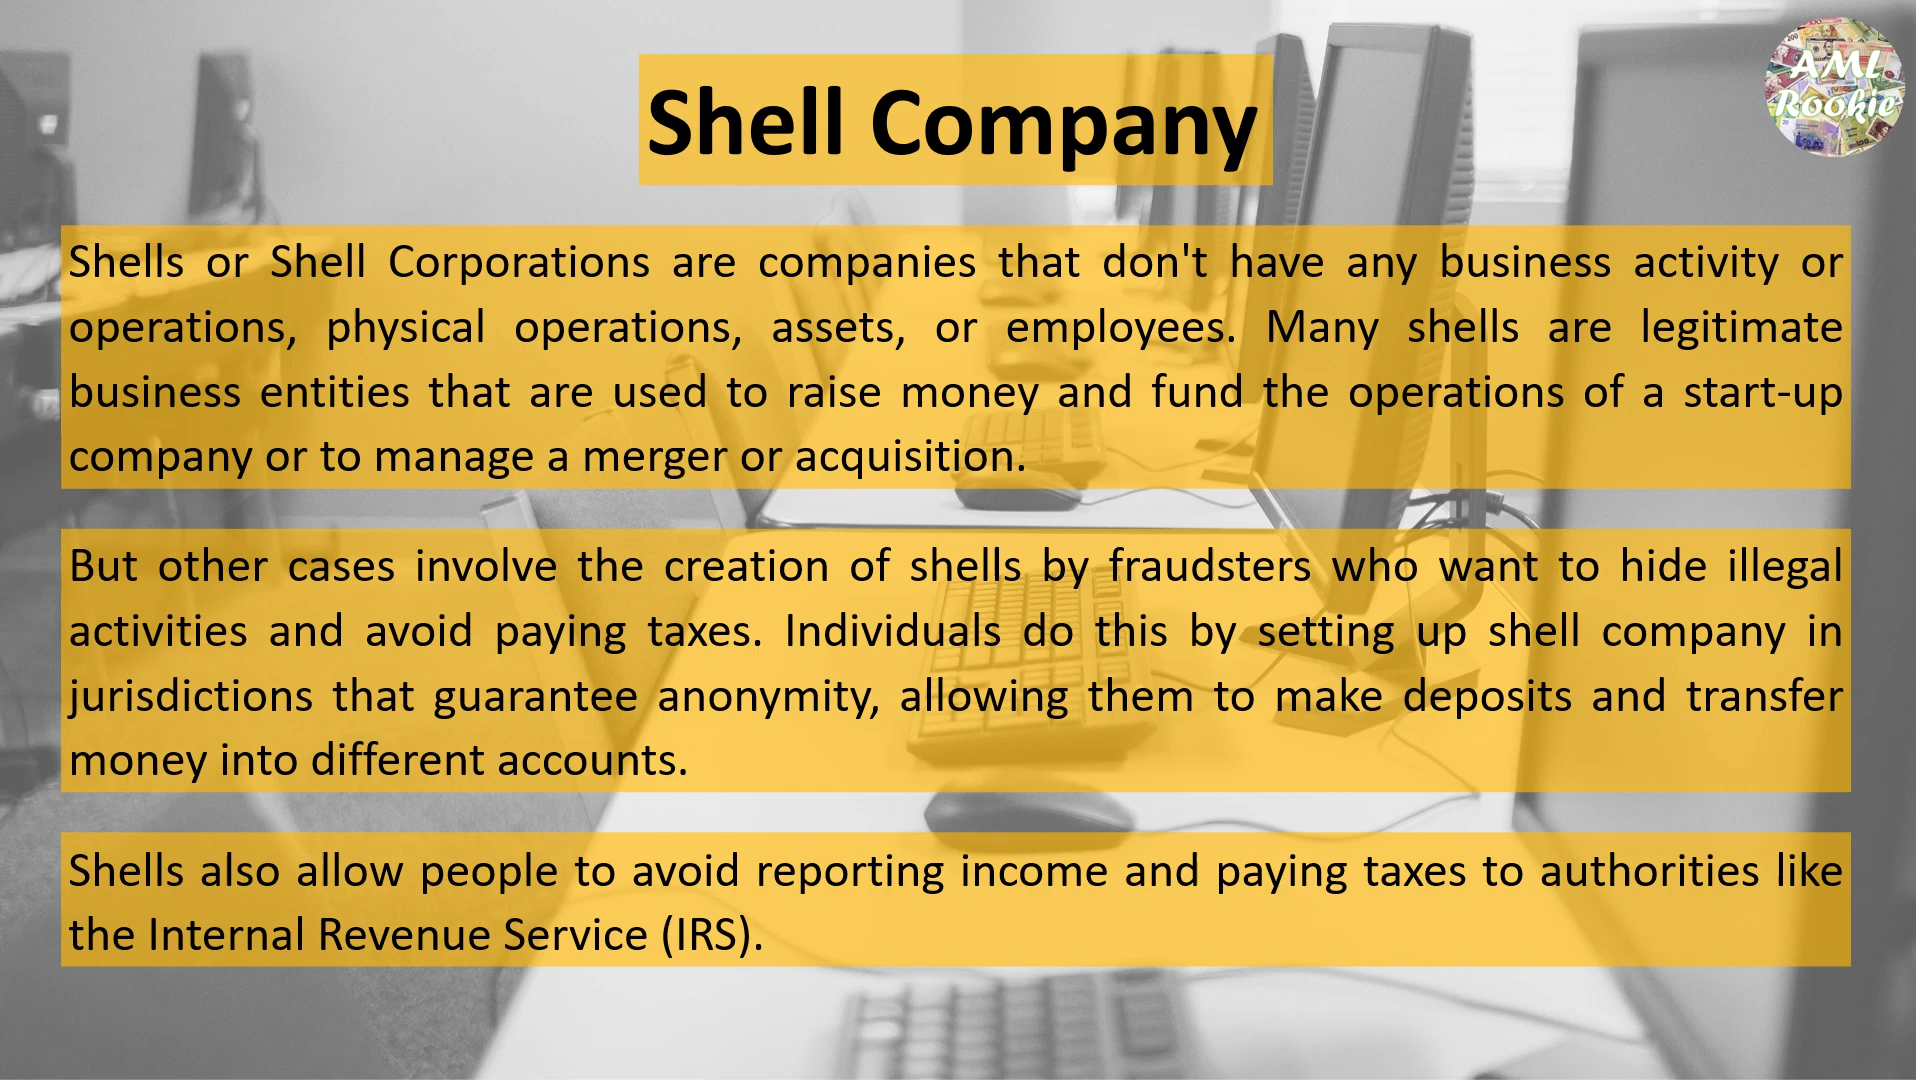 Shell Company
AML
Rookie
Shells or Shell Corporations are companies that don't have any business activity or
operations, physical operations, assets, or employees. Many shells are legitimate
business entities that are used to raise money and fund the operations of a start-up
company or to manage a merger or acquisition.
But other cases involve the creation of shells by fraudsters who want to hide illegal
activities and avoid paying taxes. Individuals do this by setting up shell company in
jurisdictions that guarantee anonymity, allowing them to make deposits and transfer
money into different accounts.
Shells also allow people to avoid reporting income and paying taxes to authorities like
the Internal Revenue Service (IRS).